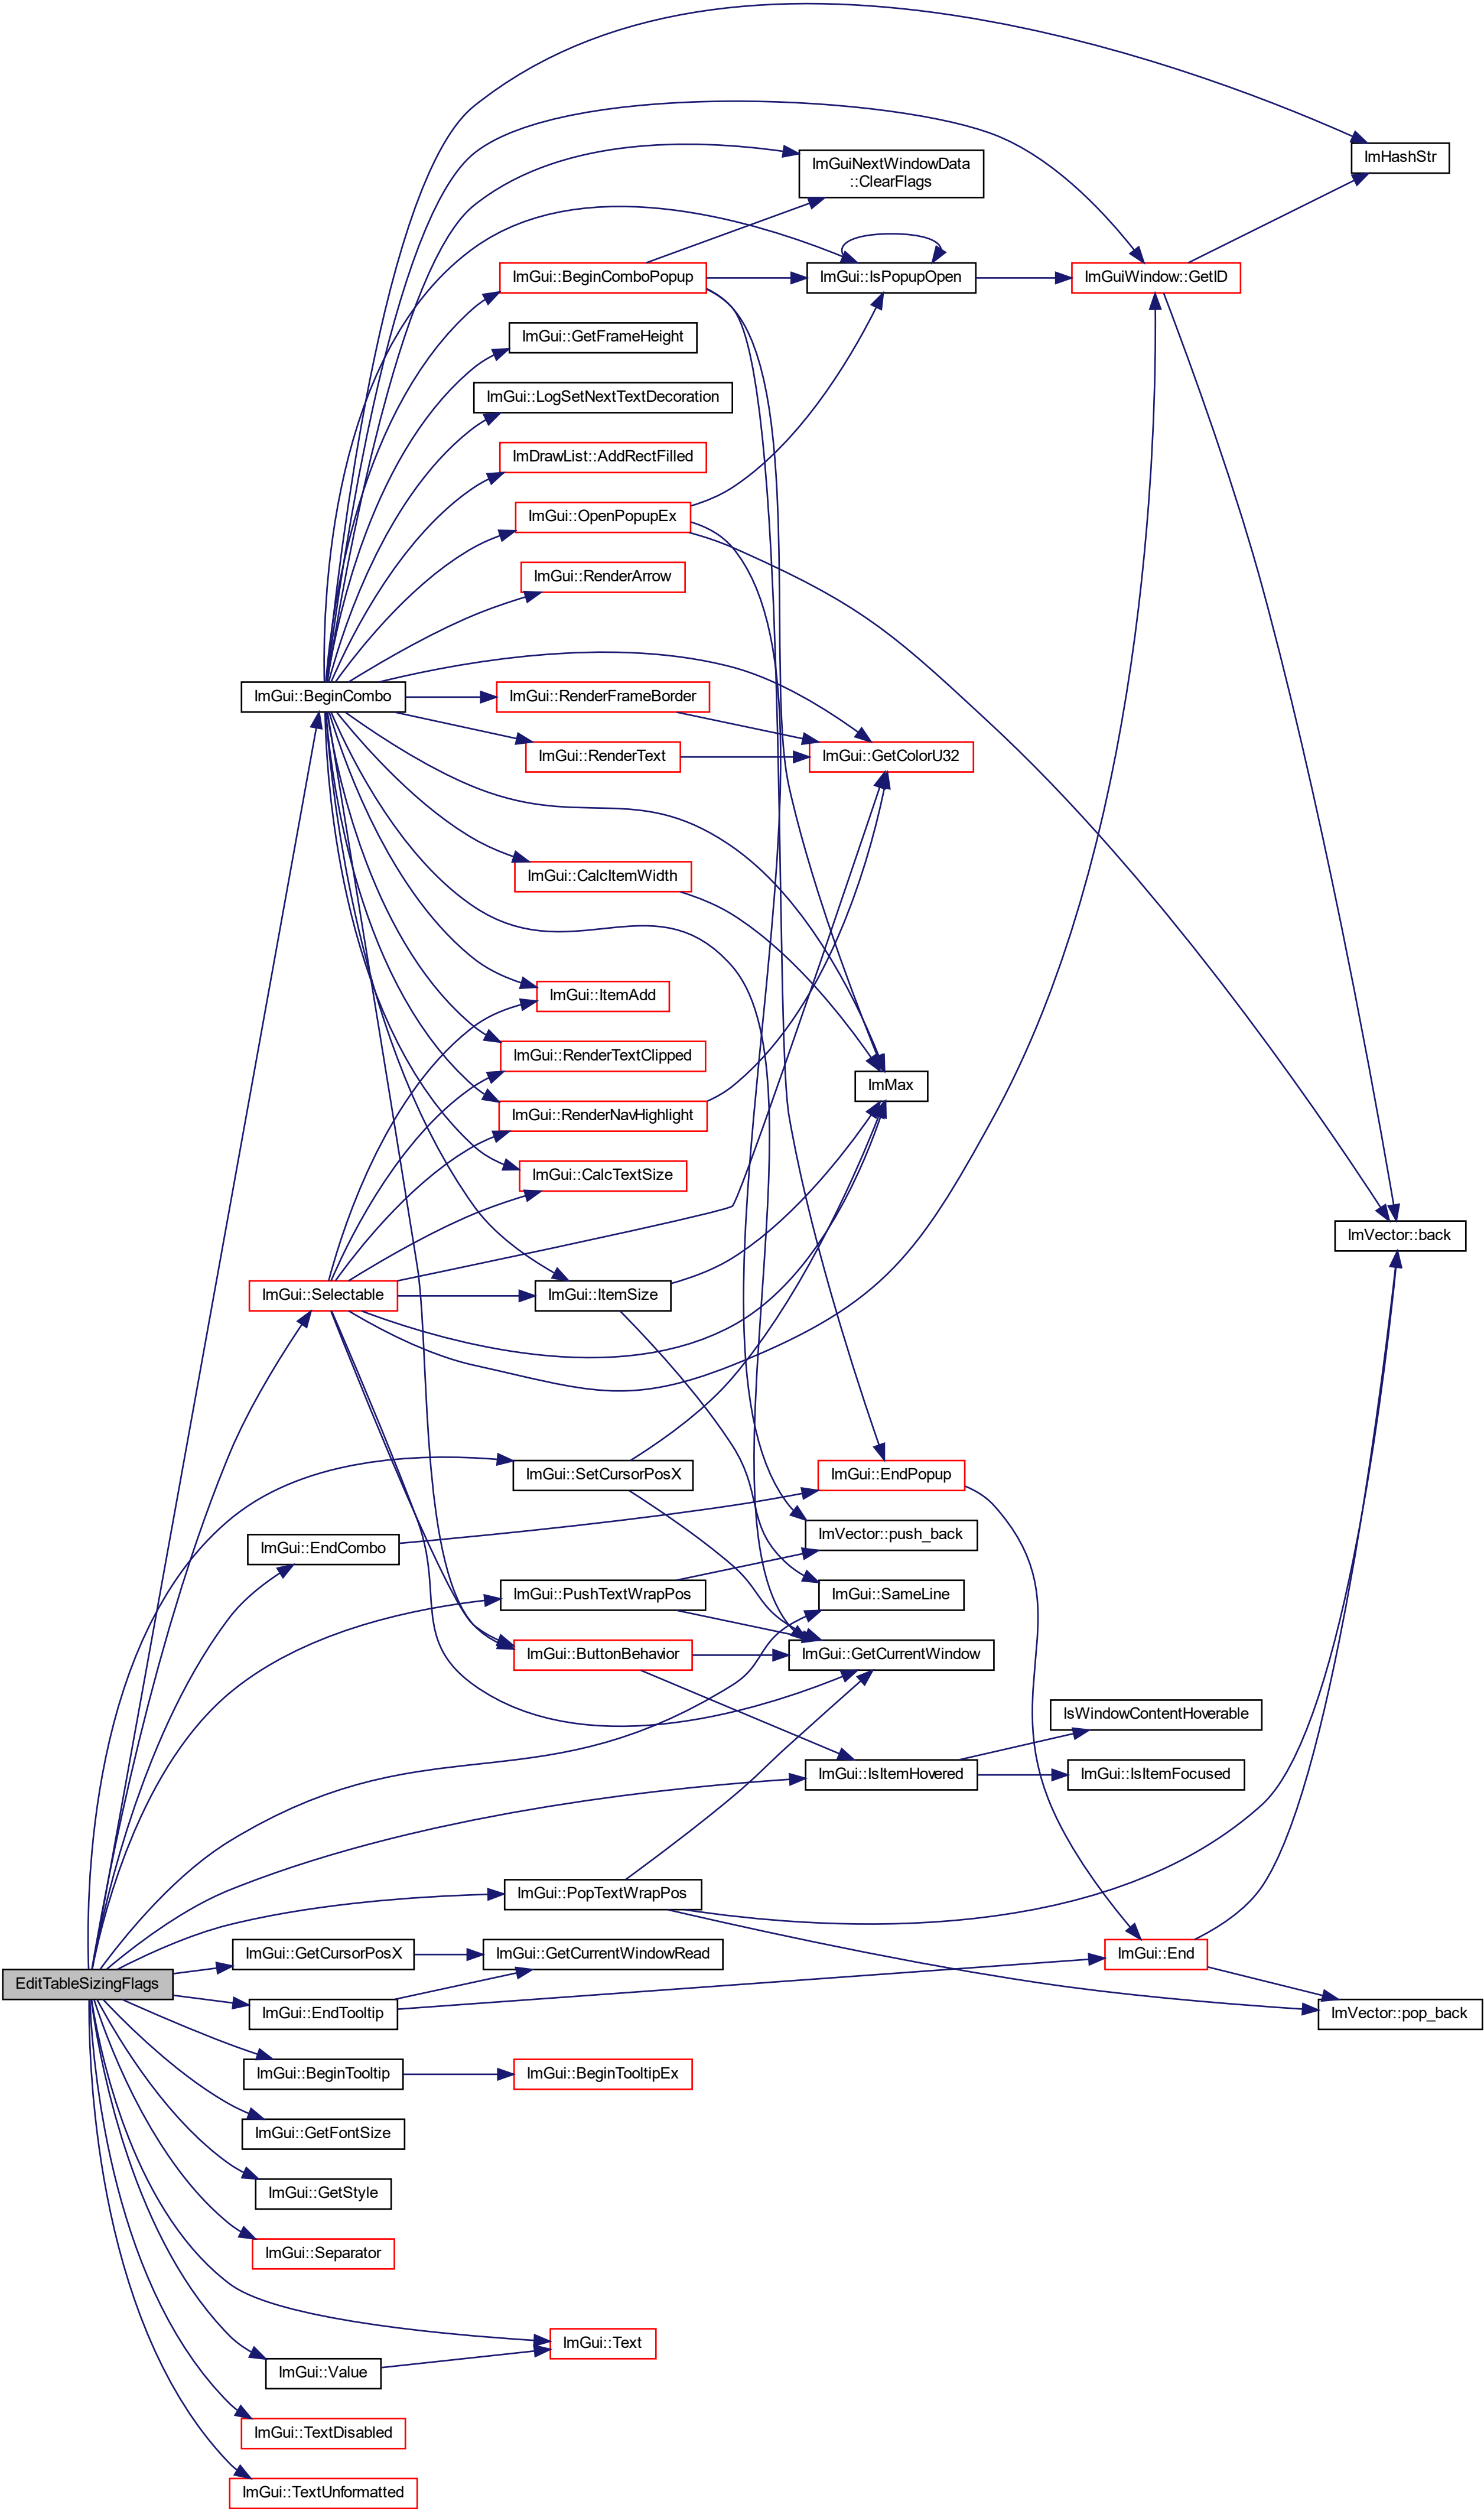 ImHashStr
ImGuiNextWindowData
::ClearFlags
ImGui::BeginComboPopup
ImGui::IsPopupOpen
ImGuiWindow::GetID
ImGui::GetFrameHeight
ImGui::LogSetNextTextDecoration
ImDrawList::AddRectFilled
ImGui::OpenPopupEx
ImGui::RenderArrow
ImGui::BeginCombo
ImGui::RenderFrameBorder
ImGui::RenderText
ImGui::GetColorU32
ImGui::CalcItemWidth
ImGui::ItemAdd
ImGui::RenderTextClipped
ImMax
ImGui::RenderNavHighlight
ImGui::CalcTextSize
ImVector::back
ImGui::Selectable
ImGui::ItemSize
ImGui::SetCursorPosX
ImGui::EndPopup
ImVector::push_back
ImGui::EndCombo
ImGui::PushTextWrapPos
ImGui::SameLine
ImGui::ButtonBehavior
ImGui::GetCurrentWindow
IsWindowContentHoverable
ImGui::IsItemHovered
ImGui::IsItemFocused
ImGui::PopTextWrapPos
ImGui::GetCursorPosX
ImGui::GetCurrentWindowRead
ImGui::End
EditTableSizingFlags
ImGui::EndTooltip
ImVector::pop_back
ImGui::BeginTooltip
ImGui::BeginTooltipEx
ImGui::GetFontSize
ImGui::GetStyle
ImGui::Separator
ImGui::Text
ImGui::Value
ImGui::TextDisabled
ImGui::TextUnformatted